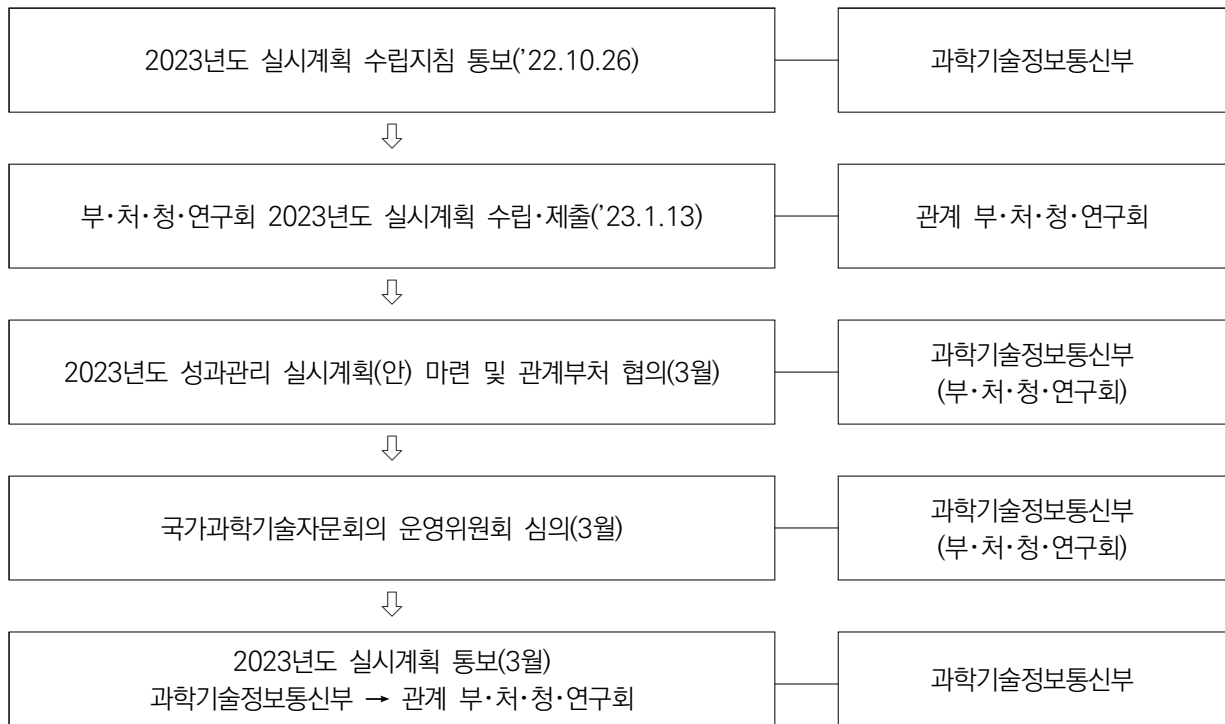 2023년도 실시계획 수립지침 통보('22.10.26)
과학기술정보통신부
⇩
부·처·청·연구회 2023년도 실시계획 수립·제출('23.1.13)
관계 부·처·청·연구회
⇩
2023년도 성과관리 실시계획(안) 마련 및 관계부처 협의(3월)
과학기술정보통신부
(부·처·청·연구회)
⇩
국가과학기술자문회의 운영위원회 심의(3월)
과학기술정보통신부
(부·처·청·연구회)
⇩
2023년도 실시계획 통보(3월)
과학기술정보통신부 → 관계 부·처·청·연구회
과학기술정보통신부